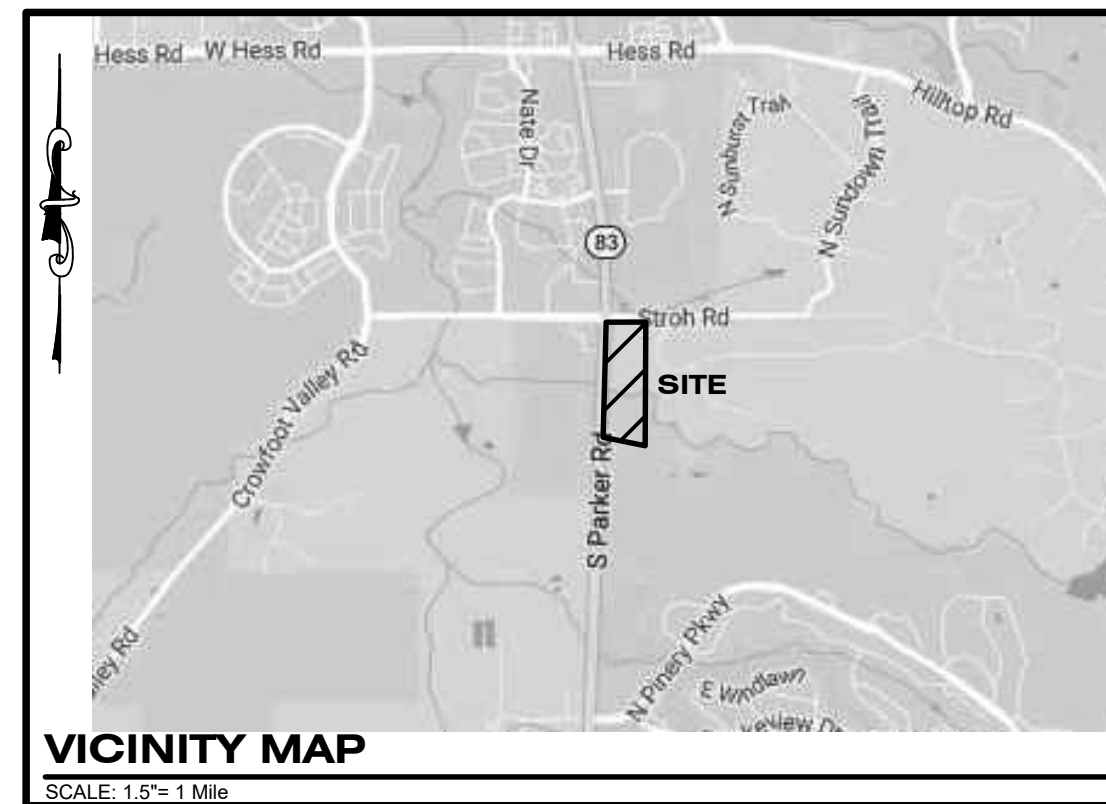 Hess Rd W Hess Rd Hess Rd
Hilltop Rd
Nate Dr
N Sunburst Trail
N Sundown Trail
83
Stroh Rd
SITE
Crowfoot Valley Rd
S Parker Rd
Rd
N Pinery Pkwy
E Windlawn
VICINITY MAP
SCALE: 1.5"= 1 Mile